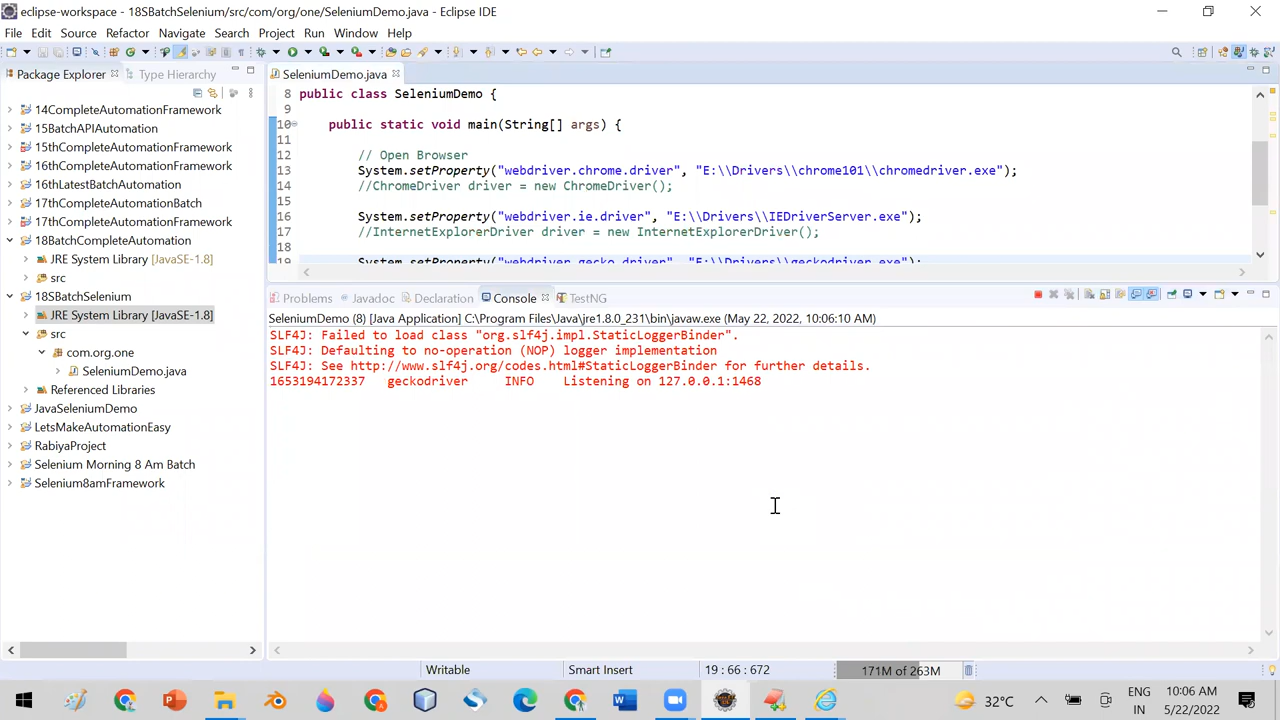 eclipse-workspace - 18SBatchSelenium/src/com/org/one/SeleniumDemo.java - Eclipse IDE
File Edit Source Refactor Navigate Search Project Run Window Help
Package Explorer Type Hierarchy
14CompleteAutomationFramework
15BatchAPIAutomation
15thCompleteAutomationFramework
16thCompleteAutomationFramework
16thLatestBatchAutomation
17thCompleteAutomationBatch
17thCompleteAutomationFramework
18BatchCompleteAutomation
JRE System Library [JavaSE-1.8]
src
18SBatchSelenium
JRE System Library [JavaSE-1.8]
src
com.org.one
SeleniumDemo.java
Referenced Libraries
JavaSeleniumDemo
LetsMakeAutomationEasy
RabiyaProject
Selenium Morning 8 Am Batch
Selenium8amFramework
SeleniumDemo.java
8 public class SeleniumDemo {
9
10 public static void main(String[] args) {
11
12 // Open Browser
13 System.setProperty("webdriver.chrome.driver", "E:\\Drivers\\chrome101\\chromedriver.exe");
14 //ChromeDriver driver = new ChromeDriver();
15
16 System.setProperty("webdriver.ie.driver", "E:\\Drivers\\IEDriverServer.exe");
17 //InternetExplorerDriver driver = new InternetExplorerDriver();
18
19 System.setProperty("webdriver.gecko.driver", "E:\\Drivers\\geckodriver.exe");
Problems Javadoc Declaration Console TestNG
SeleniumDemo (8) [Java Application] C:\Program Files\Java\jre1.8.0_231\bin\javaw.exe (May 22, 2022, 10:06:10 AM)
SLF4J: Failed to load class "org.slf4j.impl.StaticLoggerBinder".
SLF4J: Defaulting to no-operation (NOP) logger implementation
SLF4J: See http://www.slf4j.org/codes.html#StaticLoggerBinder for further details.
1653194172337 geckodriver INFO Listening on 127.0.0.1:1468
Writable Smart Insert 19 : 66 : 672 171M of 263M
32°C ENG IN 10:06 AM 5/22/2022